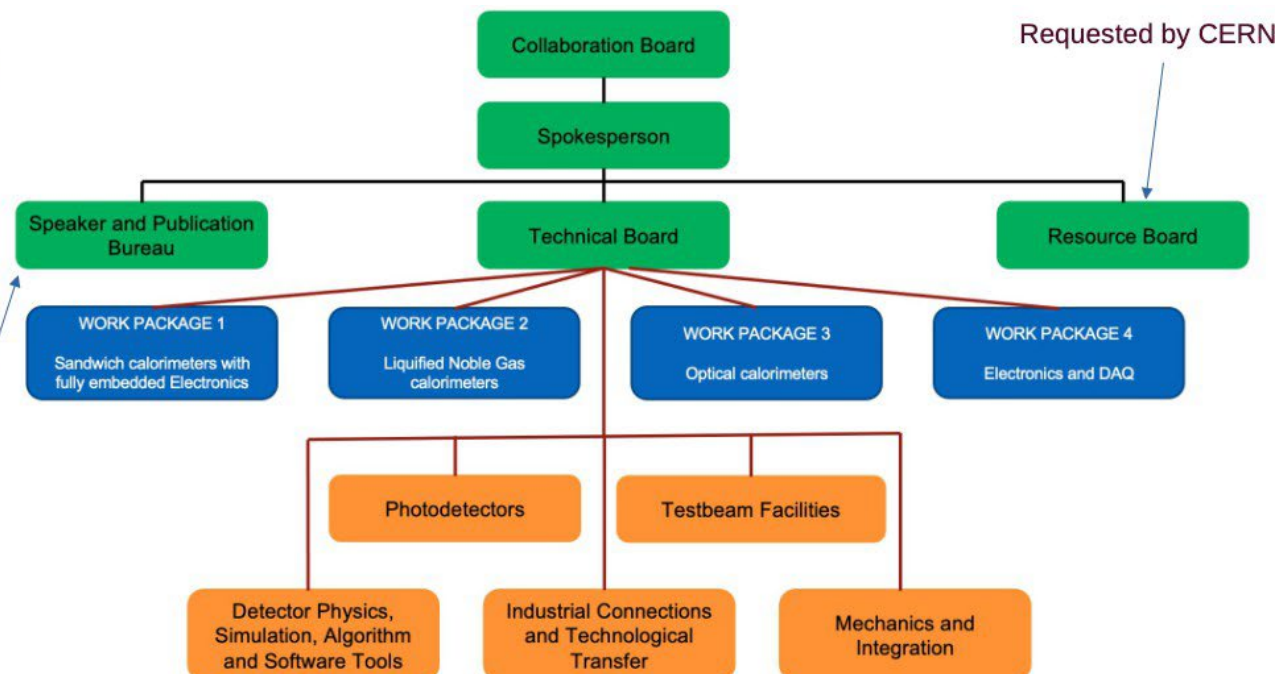 Collaboration Board
Requested by CERN
Spokesperson
Speaker and Publication
Bureau
Technical Board
Resource Board
WORK PACKAGE 1
Sandwich calorimeters with
fully embedded Electronics
WORK PACKAGE 2
Liquified Noble Gas
calorimeters
WORK PACKAGE 3
Optical calorimeters
WORK PACKAGE 4
Electronics and DAQ
Photodetectors
Testbeam Facilities
Detector Physics,
Simulation, Algorithm
and Software Tools
Industrial Connections
and Technological
Transfer
Mechanics and
Integration